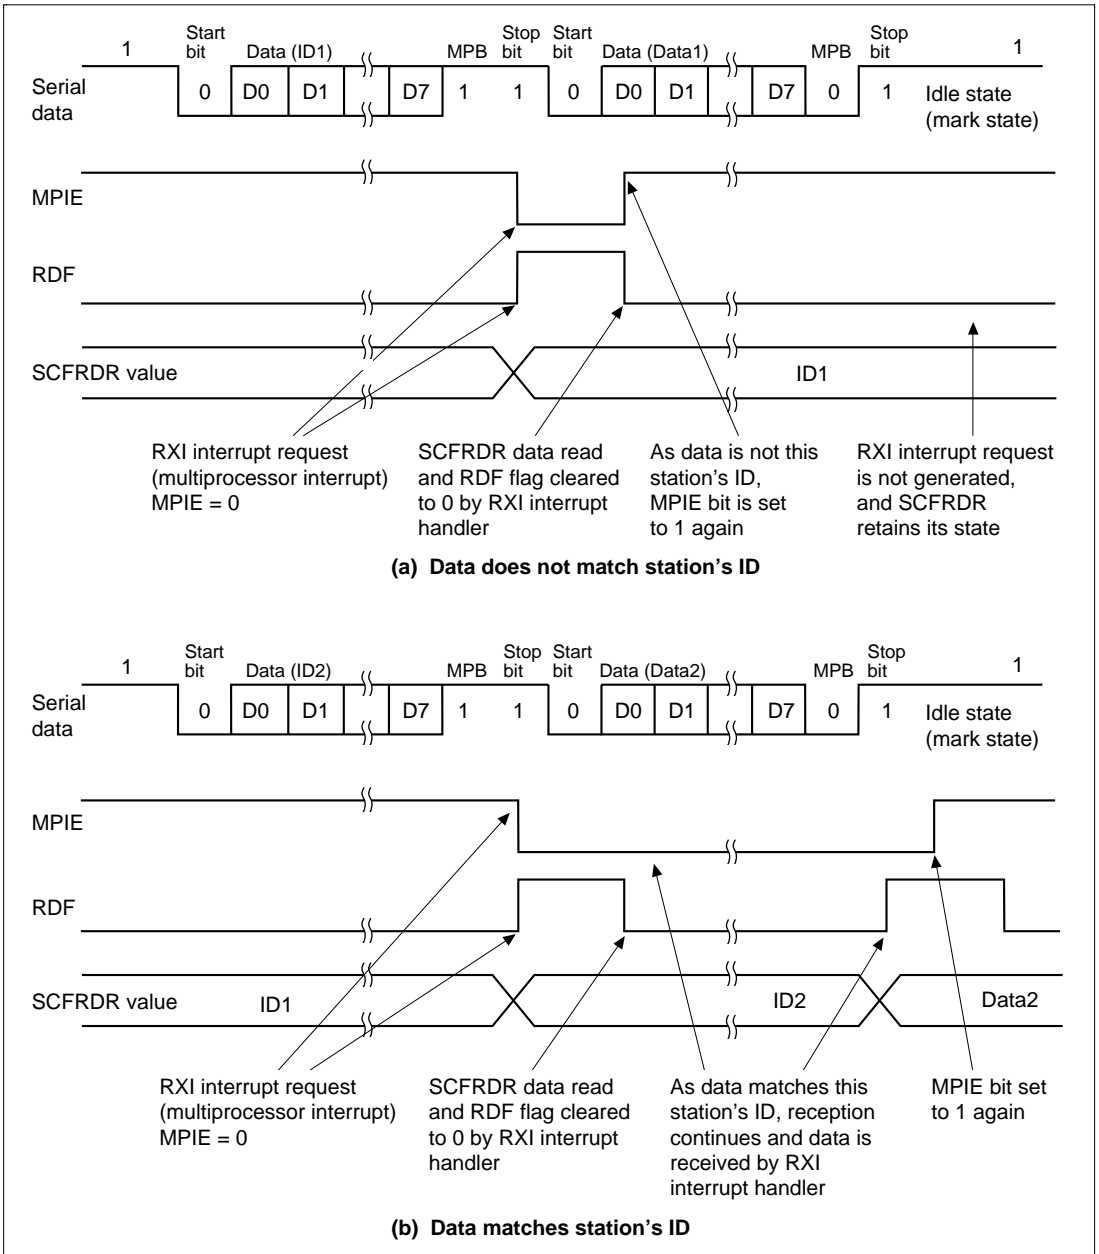 1 Start bit Data (ID1) MPB Stop bit Start bit Data (Data1) MPB Stop bit 1
Serial data 0 D0 D1 D7 1 1 0 D0 D1 D7 0 1 Idle state (mark state)
MPIE
RDF
SCFRDR value ID1
RXI interrupt request
(multiprocessor interrupt)
MPIE = 0
SCFRDR data read
and RDF flag cleared
to 0 by RXI interrupt
handler
As data is not this
station's ID,
MPIE bit is set
to 1 again
RXI interrupt request
is not generated,
and SCFRDR
retains its state
(a) Data does not match station's ID
1 Start bit Data (ID2) MPB Stop bit Start bit Data (Data2) MPB Stop bit 1
Serial data 0 D0 D1 D7 1 1 0 D0 D1 D7 0 1 Idle state (mark state)
MPIE
RDF
SCFRDR value ID1 ID2 Data2
RXI interrupt request
(multiprocessor interrupt)
MPIE = 0
SCFRDR data read
and RDF flag cleared
to 0 by RXI interrupt
handler
As data matches this
station's ID, reception
continues and data is
received by RXI
interrupt handler
MPIE bit set
to 1 again
(b) Data matches station's ID